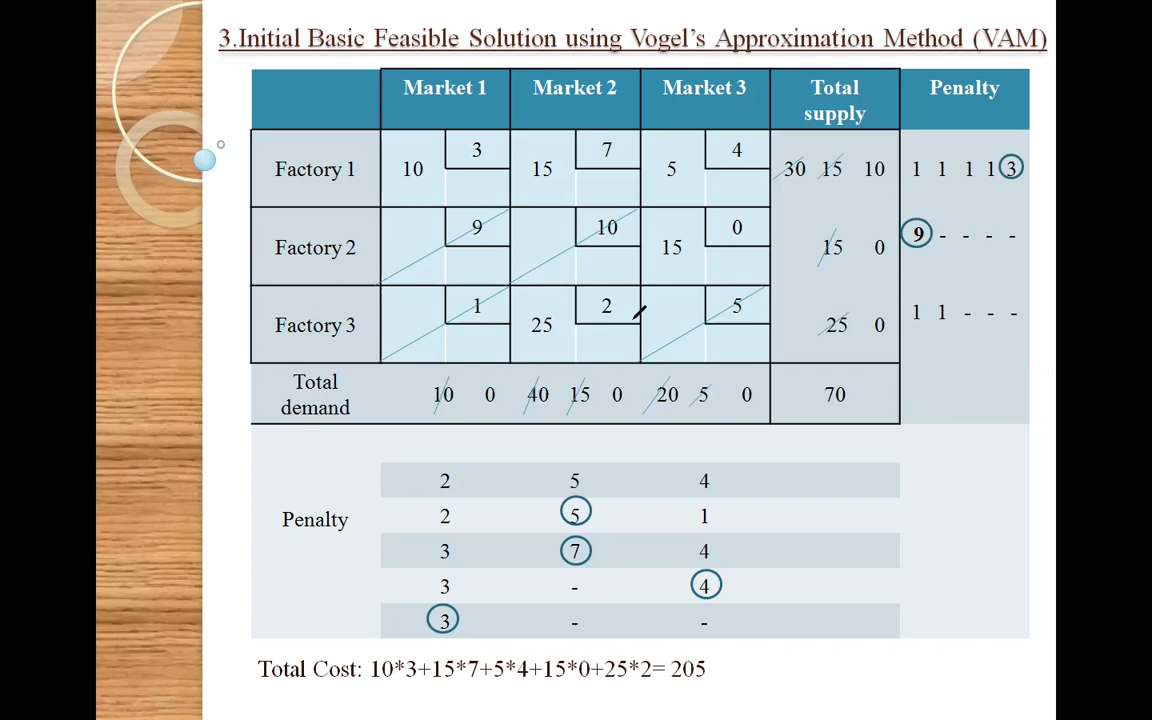 3.Initial Basic Feasible Solution using Vogel's Approximation Method (VAM)
Market 1 Market 2 Market 3 Total supply Penalty
Factory 1 10 3 15 7 5 4 30 15 10 1 1 1 1 3
Factory 2 9 10 15 0 15 0 9 - - - -
Factory 3 1 25 2 5 25 0 1 1 - - -
Total demand 10 0 40 15 0 20 5 0 70
Penalty
2 5 4
2 5 1
3 7 4
3 - 4
3 - -
Total Cost: 10*3+15*7+5*4+15*0+25*2= 205